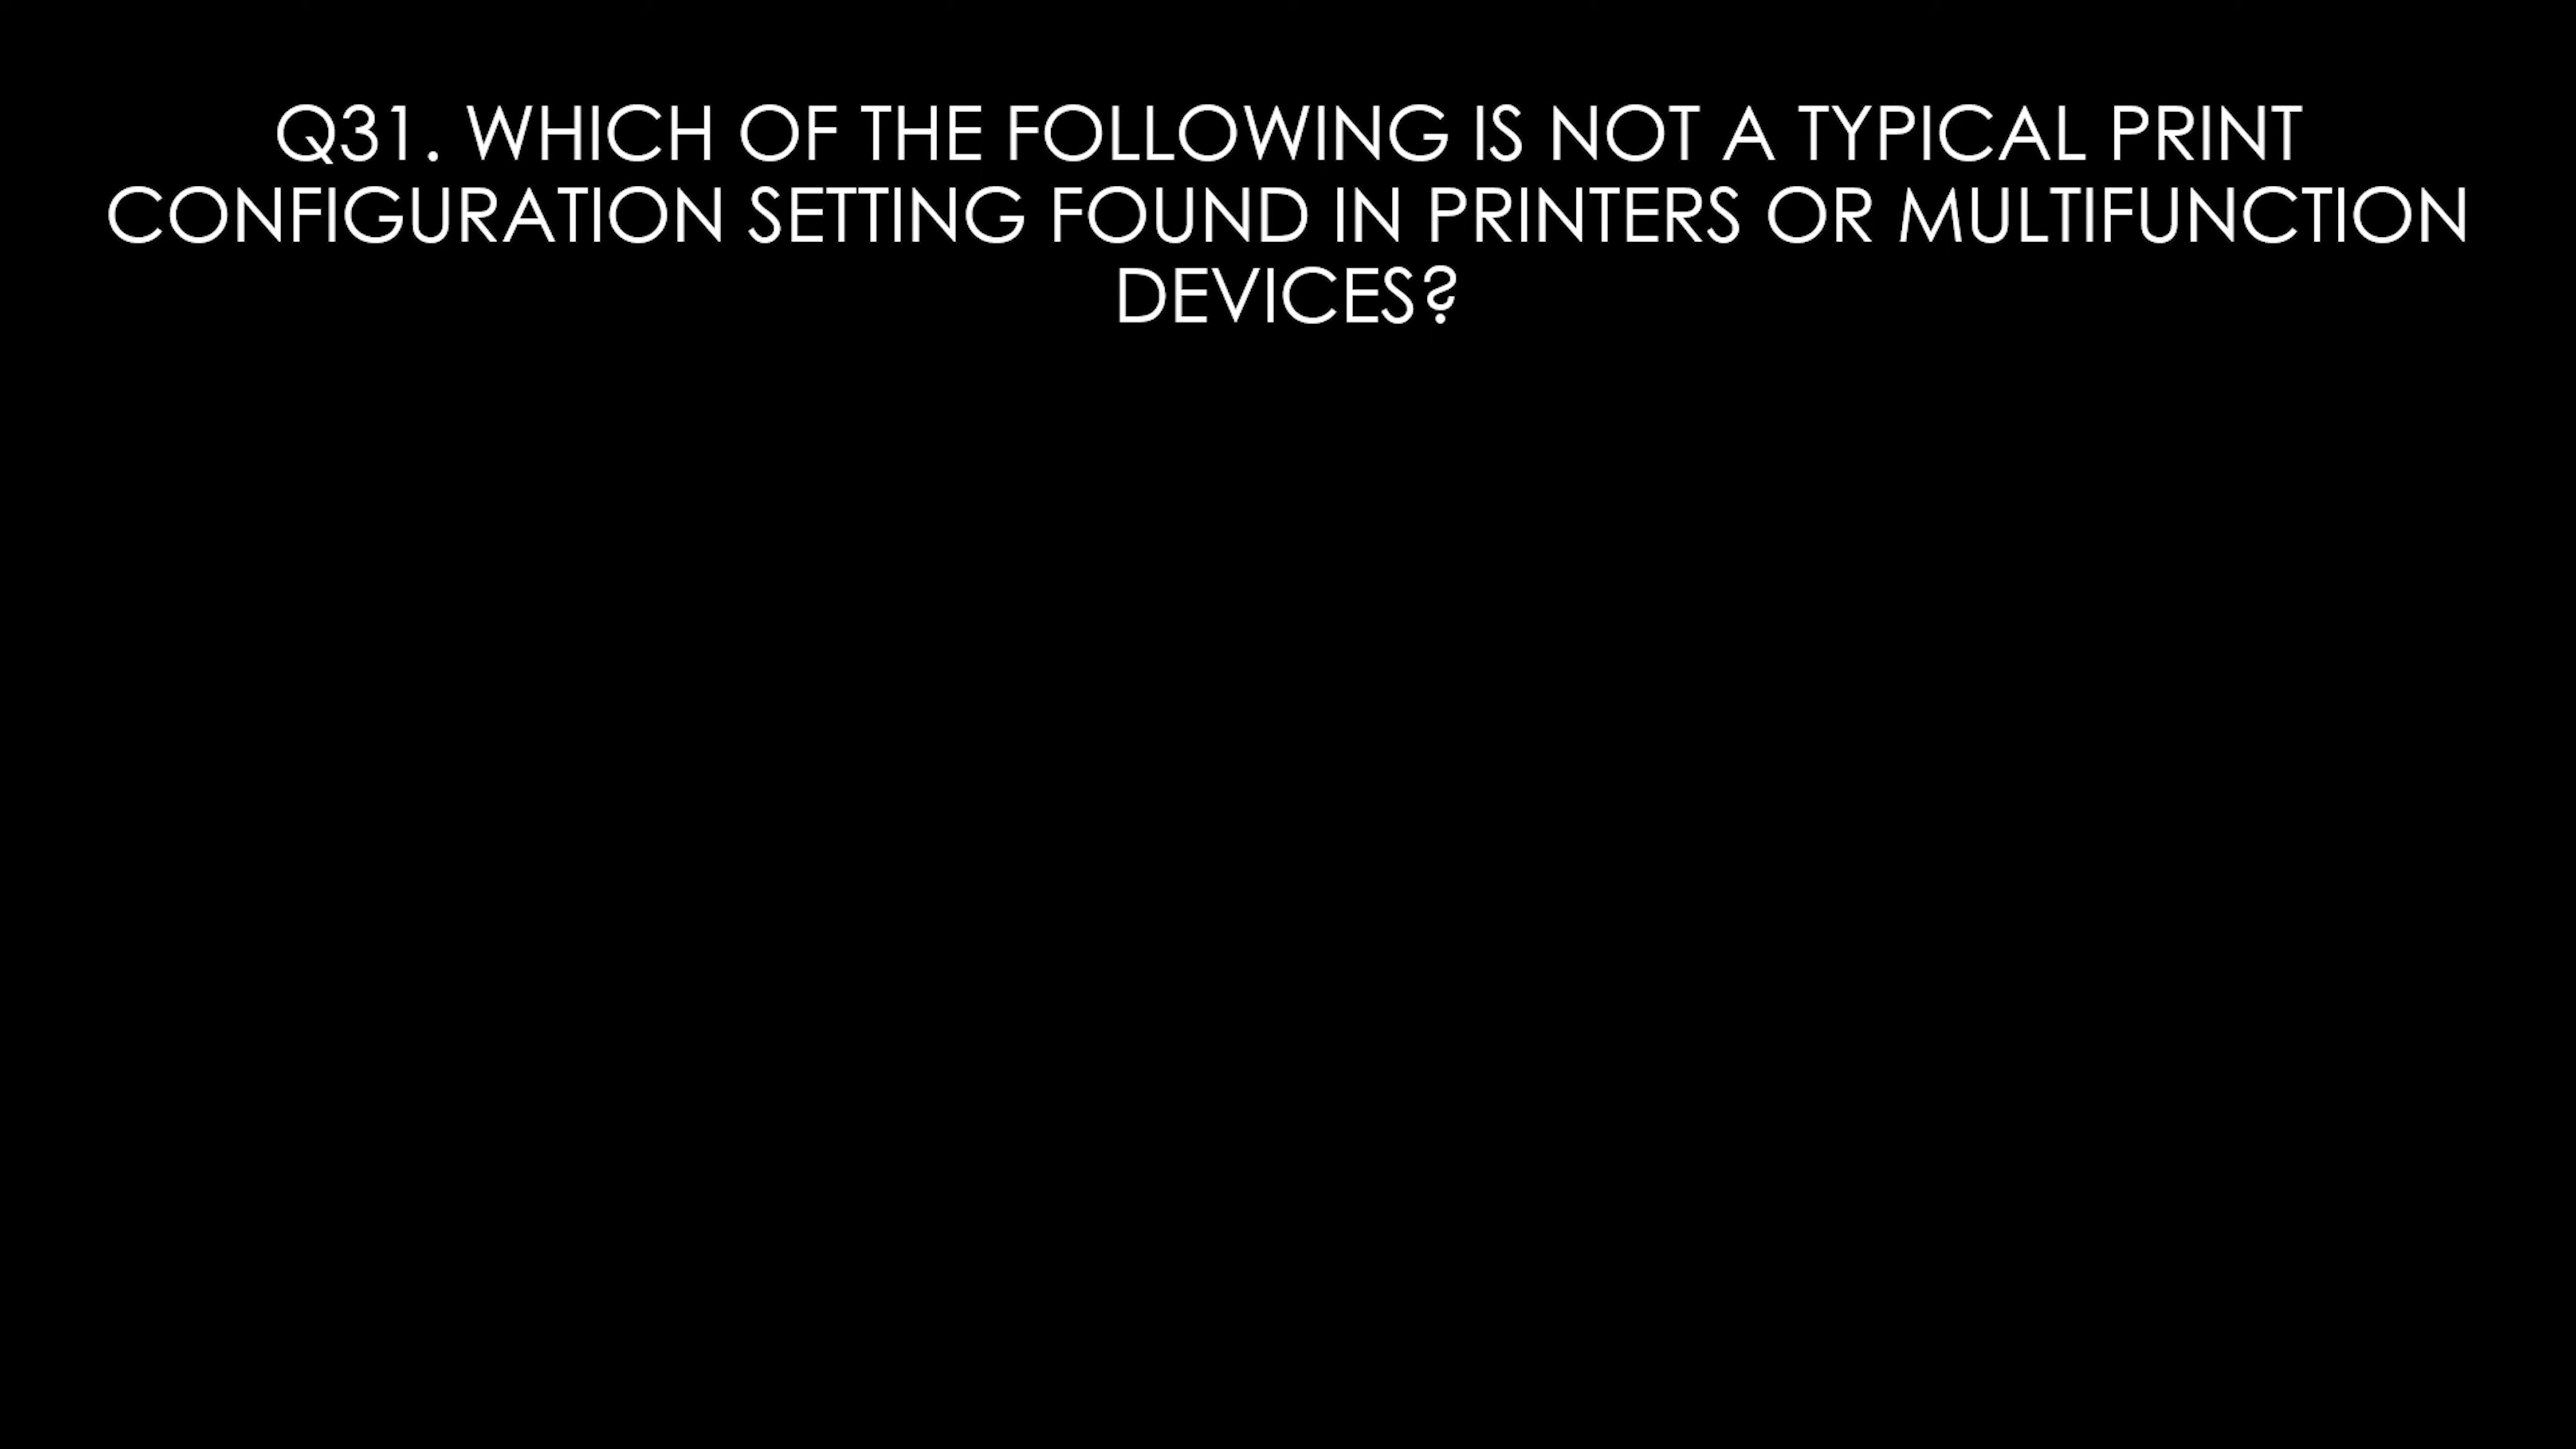 Q31. WHICH OF THE FOLLOWING IS NOT A TYPICAL PRINT
CONFIGURATION SETTING FOUND IN PRINTERS OR MULTIFUNCTION
DEVICES?